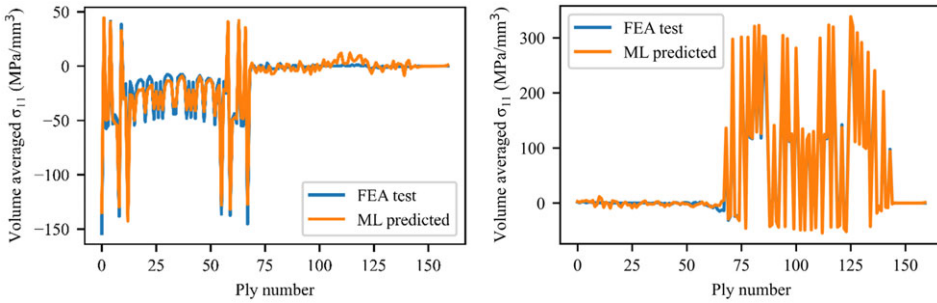 Volume averaged σ11 (MPa/mm³)
50
0
−50
−100
−150
FEA test
ML predicted
0 25 50 75 100 125 150
Ply number
Volume averaged σ11 (MPa/mm³)
300
200
100
0
FEA test
ML predicted
0 25 50 75 100 125 150
Ply number